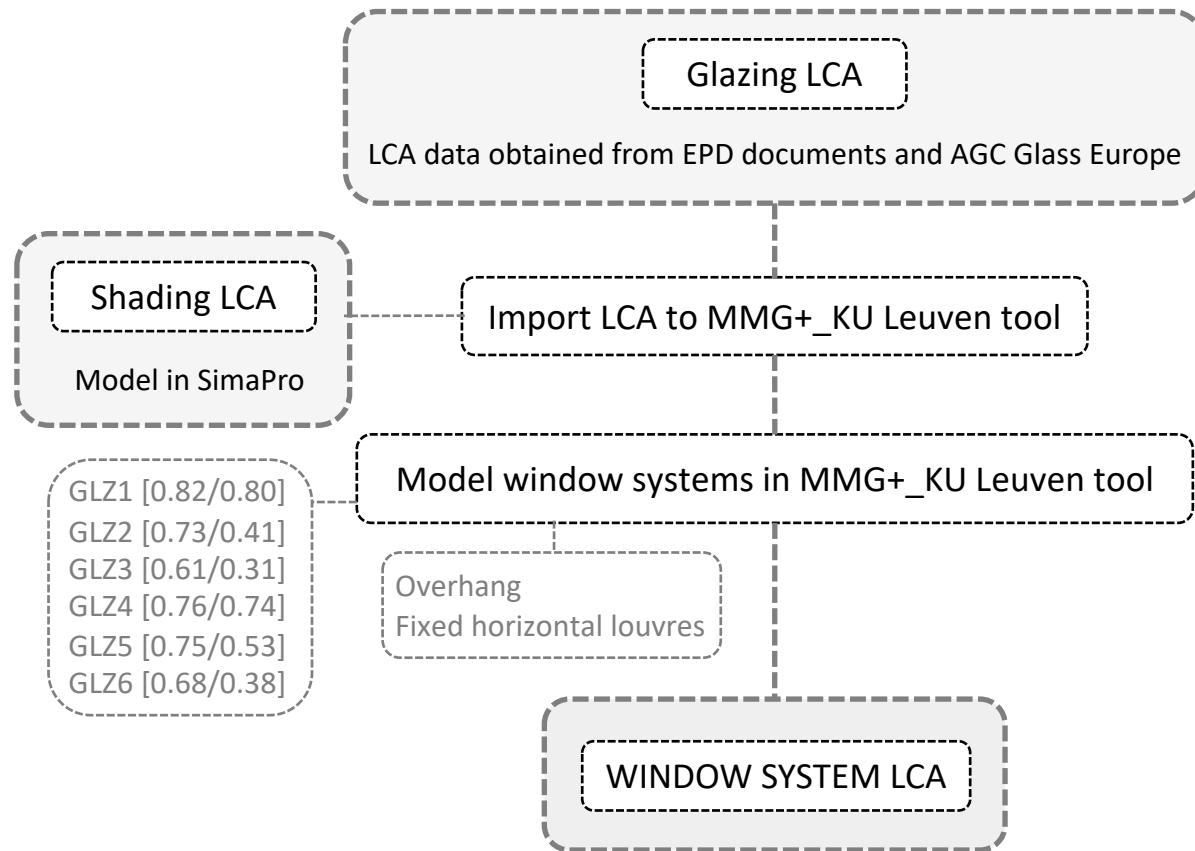 Glazing LCA
LCA data obtained from EPD documents and AGC Glass Europe
Shading LCA
Model in SimaPro
Import LCA to MMG+_KU Leuven tool
Model window systems in MMG+_KU Leuven tool
GLZ1 [0.82/0.80]
GLZ2 [0.73/0.41]
GLZ3 [0.61/0.31]
GLZ4 [0.76/0.74]
GLZ5 [0.75/0.53]
GLZ6 [0.68/0.38]
Overhang
Fixed horizontal louvres
WINDOW SYSTEM LCA